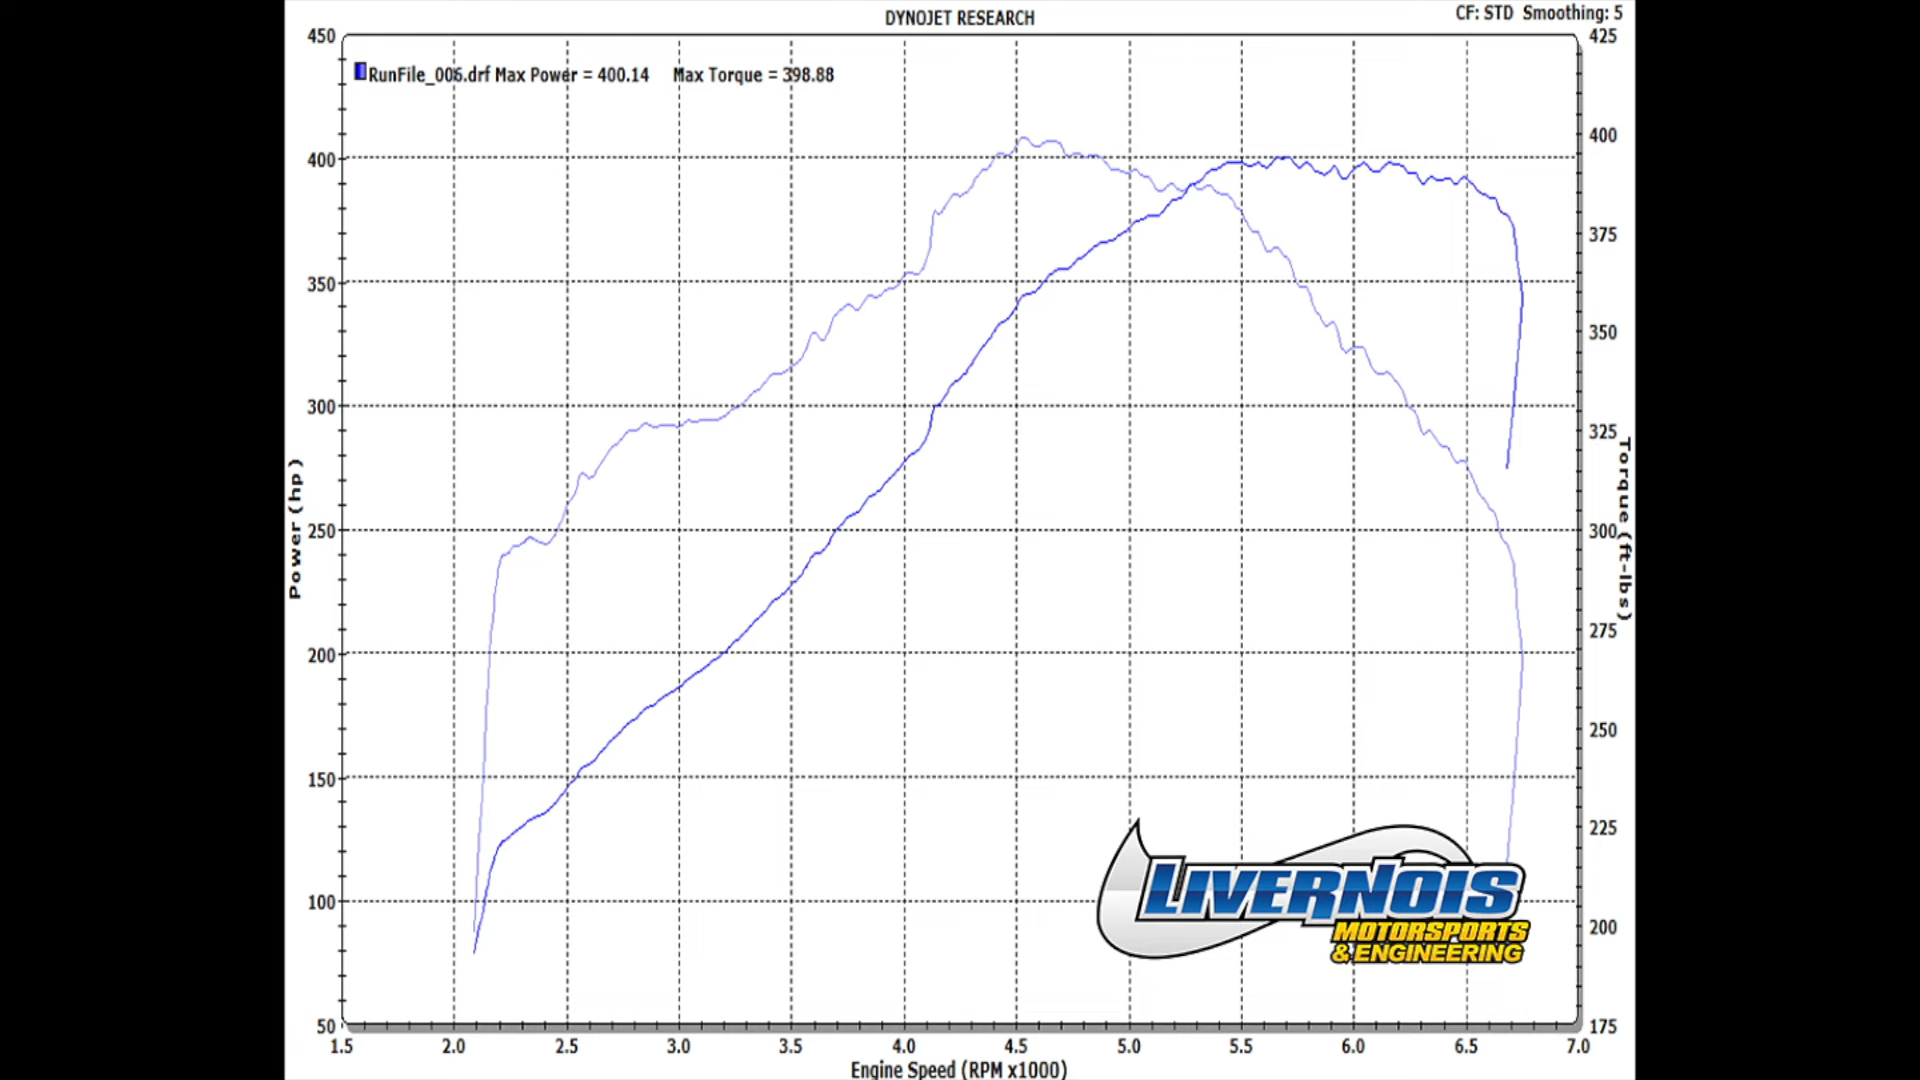 DYNOJET RESEARCH
CF: STD Smoothing: 5
RunFile_006.drf Max Power = 400.14 Max Torque = 398.88
450
400
350
300
250
200
150
100
50
Power (hp)
425
400
375
350
325
300
275
250
225
200
175
Torque (ft-lbs)
LIVERNOIS
MOTORSPORTS
& ENGINEERING
1.5 2.0 2.5 3.0 3.5 4.0 4.5 5.0 5.5 6.0 6.5 7.0
Engine Speed (RPM x1000)